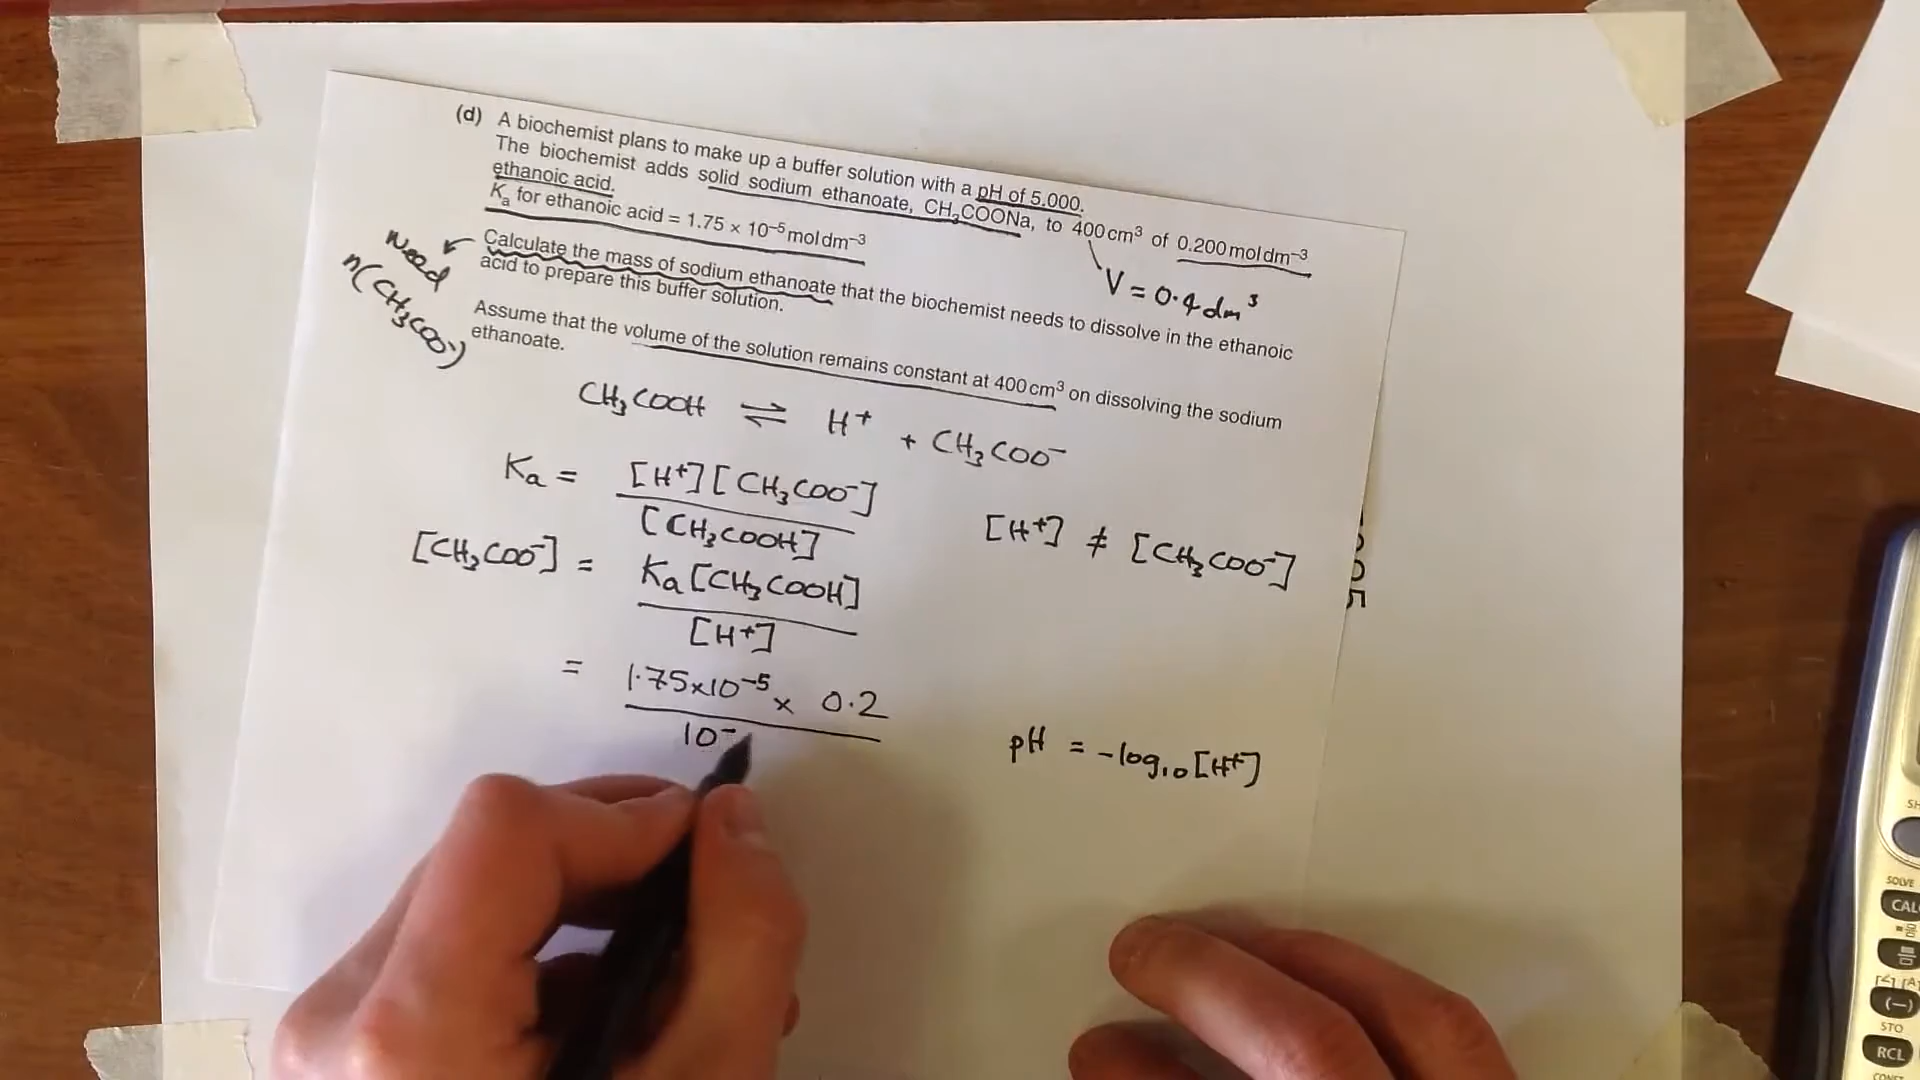 (d) A biochemist plans to make up a buffer solution with a pH of 5.000.
The biochemist adds solid sodium ethanoate, CH₃COONa, to 400 cm³ of 0.200 mol dm⁻³
ethanoic acid.
Kₐ for ethanoic acid = 1.75 × 10⁻⁵ mol dm⁻³
V = 0.4 dm³
Need
n(CH₃COO⁻)
Calculate the mass of sodium ethanoate that the biochemist needs to dissolve in the ethanoic
acid to prepare this buffer solution.
Assume that the volume of the solution remains constant at 400 cm³ on dissolving the sodium
ethanoate.
CH₃COOH ⇌ H⁺ + CH₃COO⁻
Ka = [H⁺][CH₃COO⁻]
[CH₃COOH]
[H⁺] ≠ [CH₃COO⁻]
[CH₃COO⁻] = Ka[CH₃COOH]
[H⁺]
= 1.75×10⁻⁵ × 0.2
10⁻
pH = -log₁₀[H⁺]
SOLVE
CAL
STO
RCL